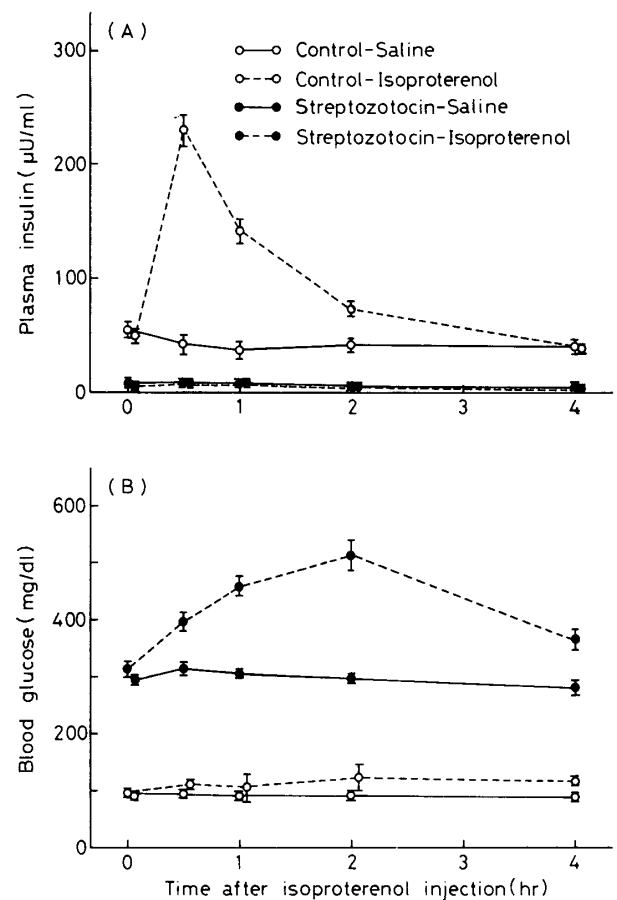 (A)
Control-Saline
Control-Isoproterenol
Streptozotocin-Saline
Streptozotocin-Isoproterenol
Plasma insulin (μU/ml)
300
200
100
0
0 1 2 3 4
(B)
Blood glucose (mg/dl)
600
400
200
0
0 1 2 3 4
Time after isoproterenol injection (hr)